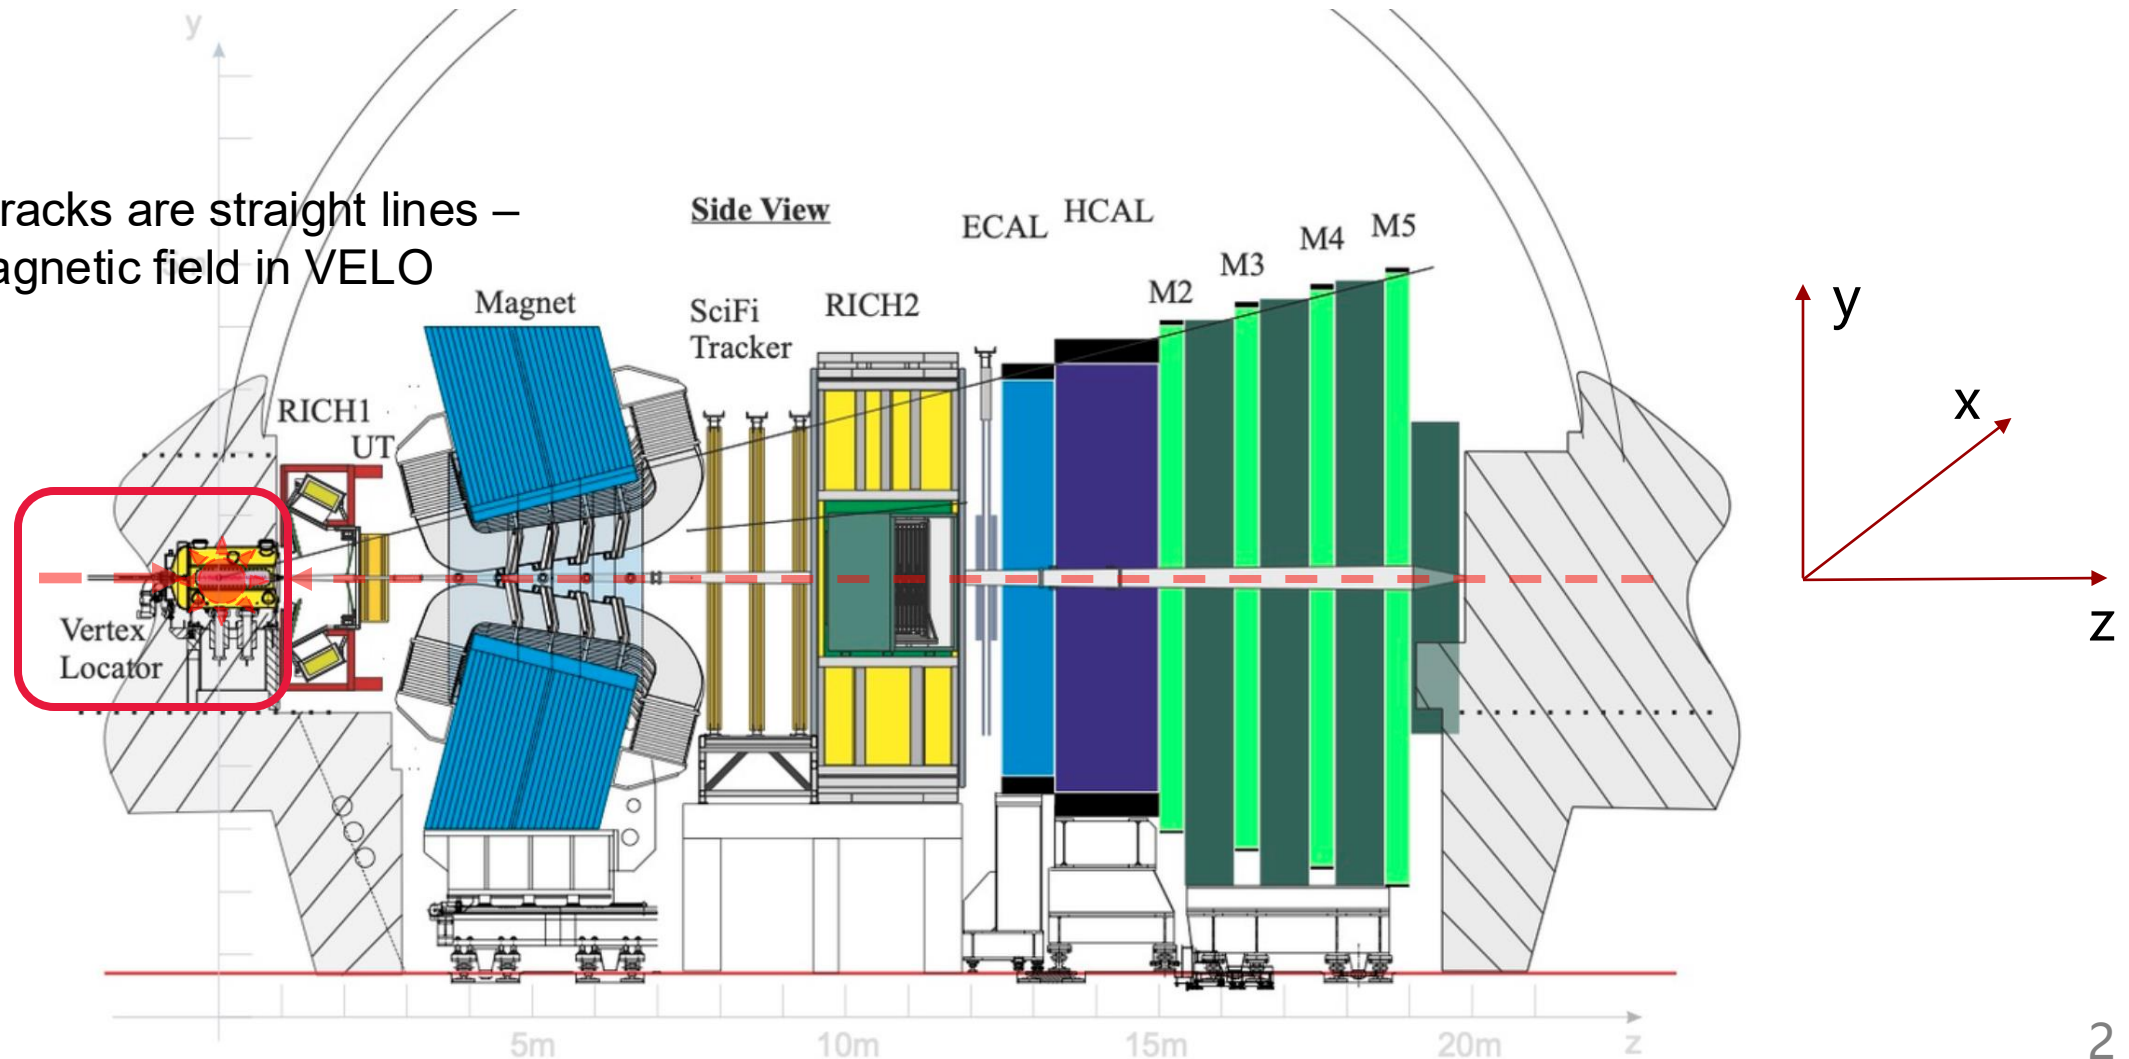 y
racks are straight lines –
agnetic field in VELO
Side View
ECAL
HCAL
M2
M3
M4
M5
Magnet
SciFi
Tracker
RICH2
RICH1
UT
Vertex
Locator
y
x
z
5m
10m
15m
20m
z
2